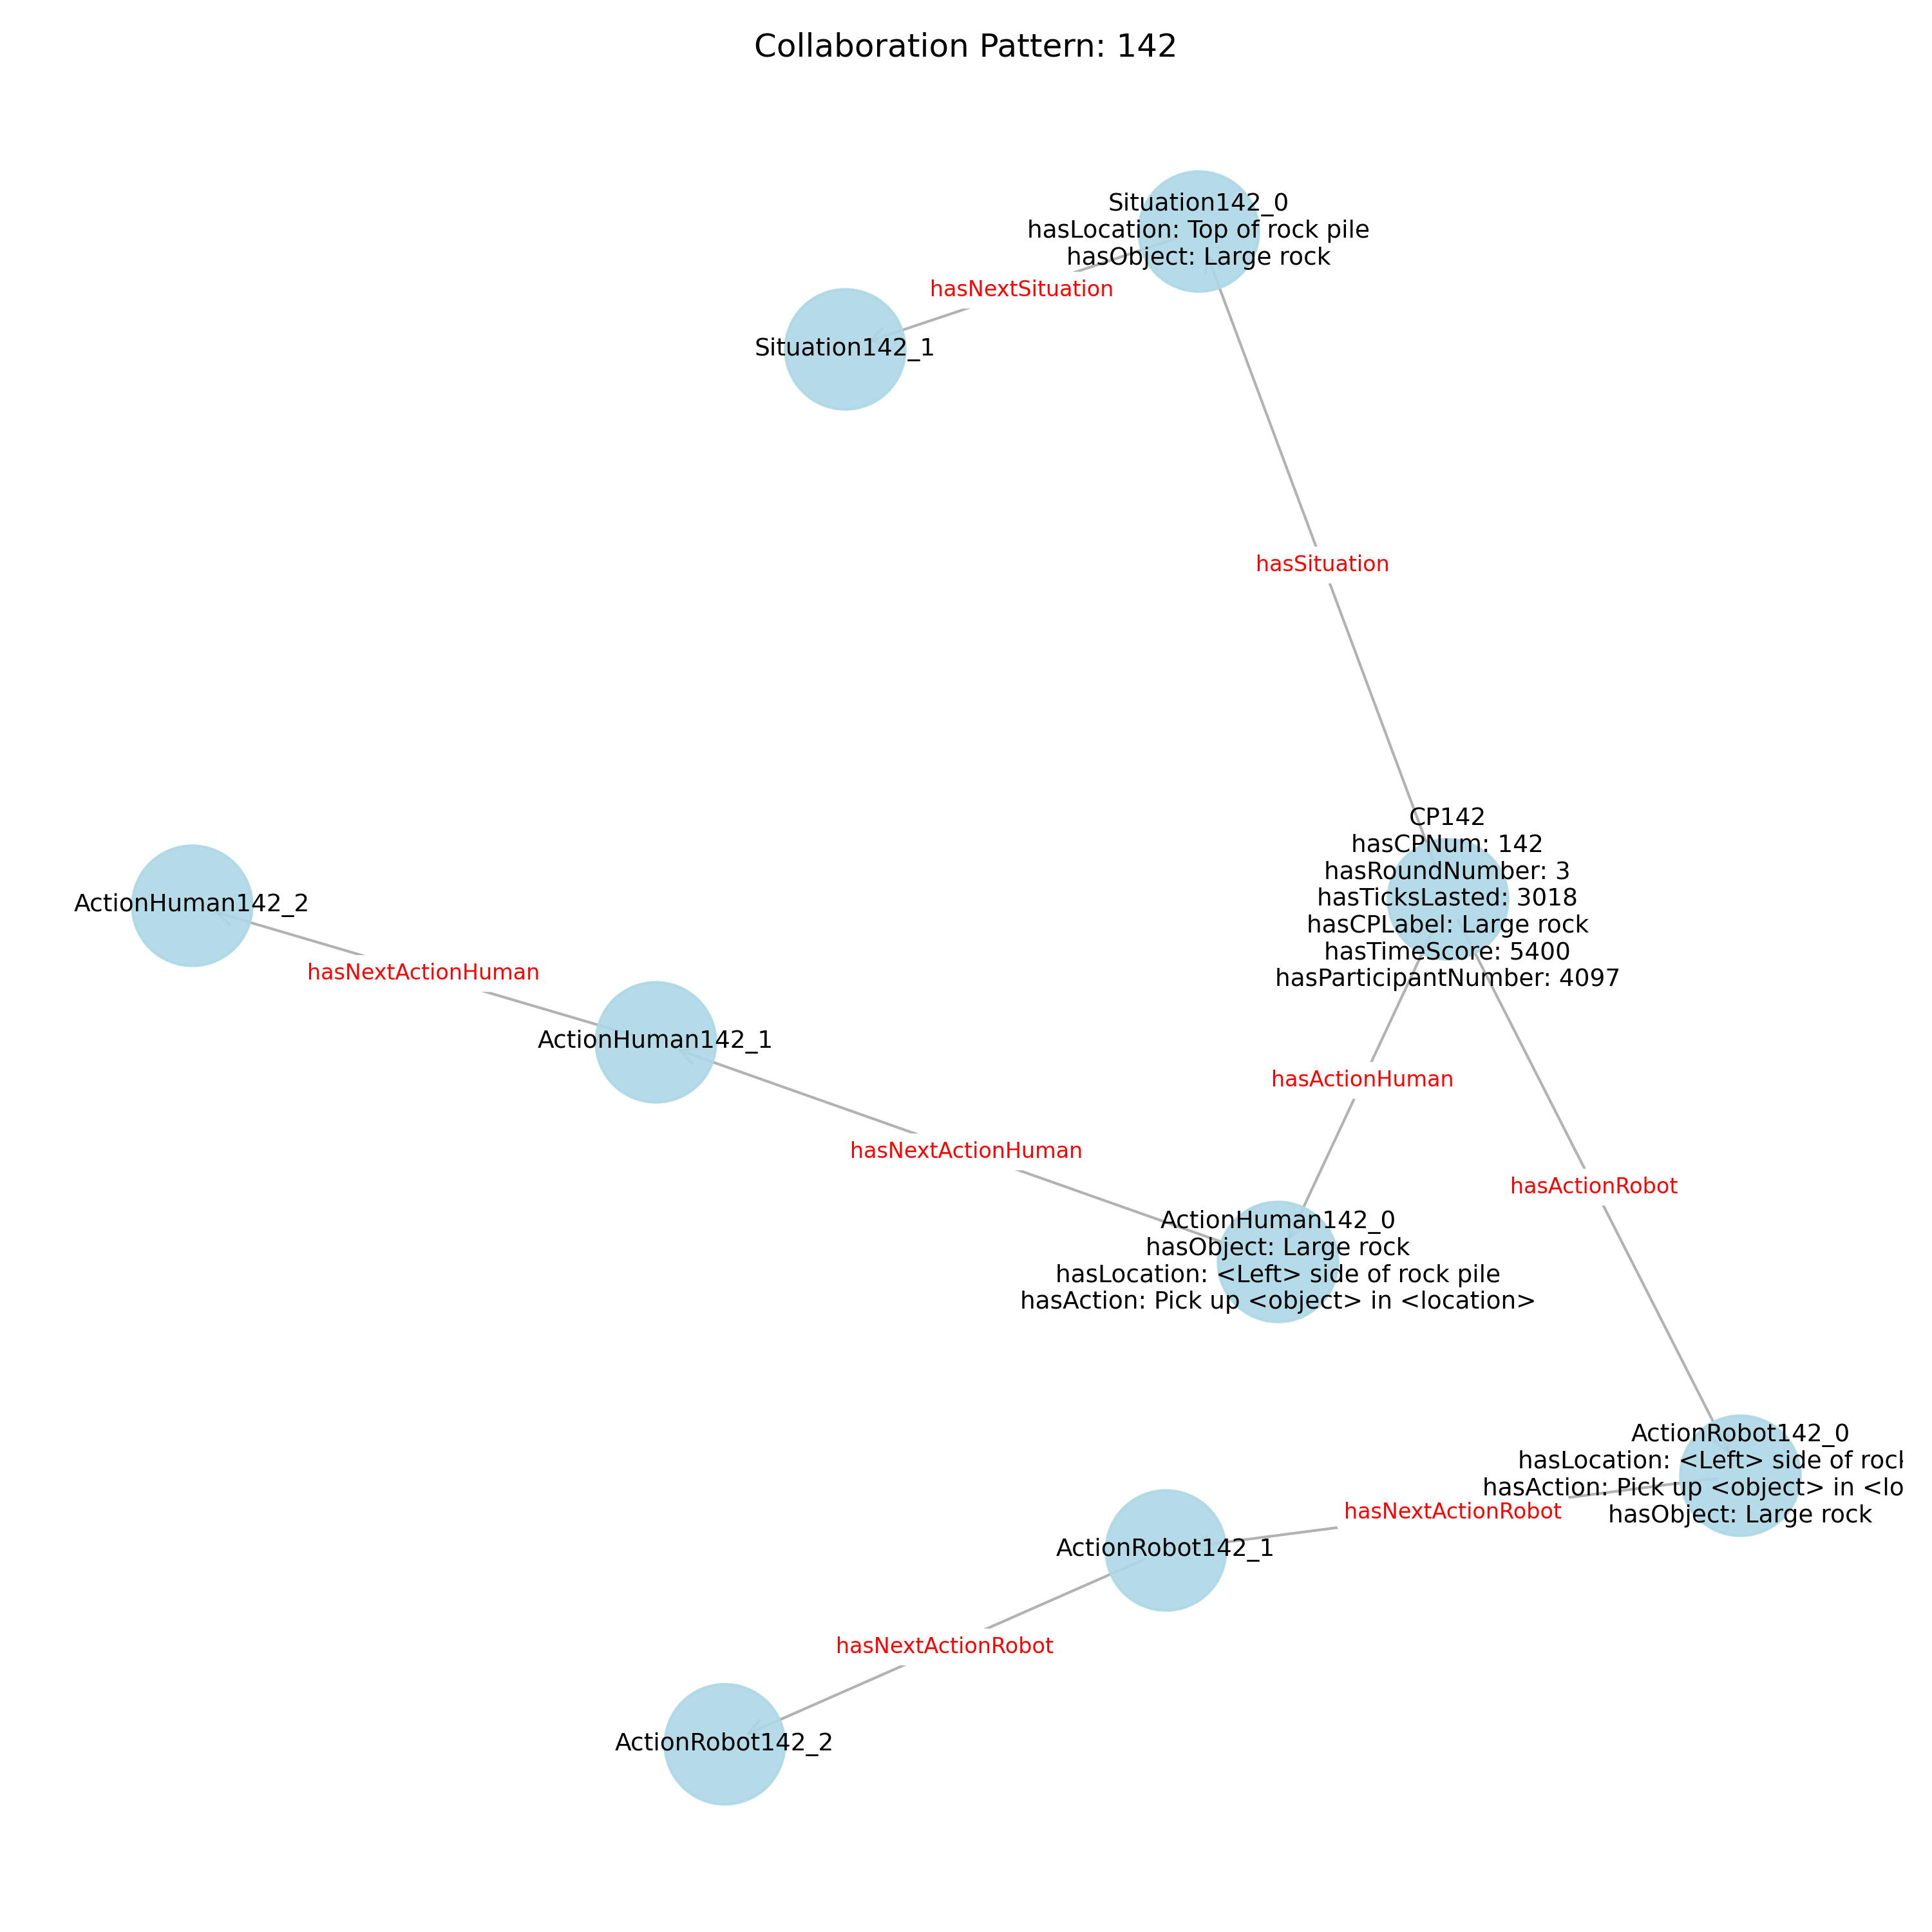 Collaboration Pattern: 142
Situation142_0
hasLocation: Top of rock pile
hasObject: Large rock
hasNextSituation
Situation142_1
hasSituation
CP142
hasCPNum: 142
hasRoundNumber: 3
hasTicksLasted: 3018
hasCPLabel: Large rock
hasTimeScore: 5400
hasParticipantNumber: 4097
ActionHuman142_2
hasNextActionHuman
ActionHuman142_1
hasActionHuman
hasNextActionHuman
hasActionRobot
ActionHuman142_0
hasObject: Large rock
hasLocation: <Left> side of rock pile
hasAction: Pick up <object> in <location>
ActionRobot142_0
hasLocation: <Left> side of rock
hasAction: Pick up <object> in <lo
hasObject: Large rock
hasNextActionRobot
ActionRobot142_1
hasNextActionRobot
ActionRobot142_2